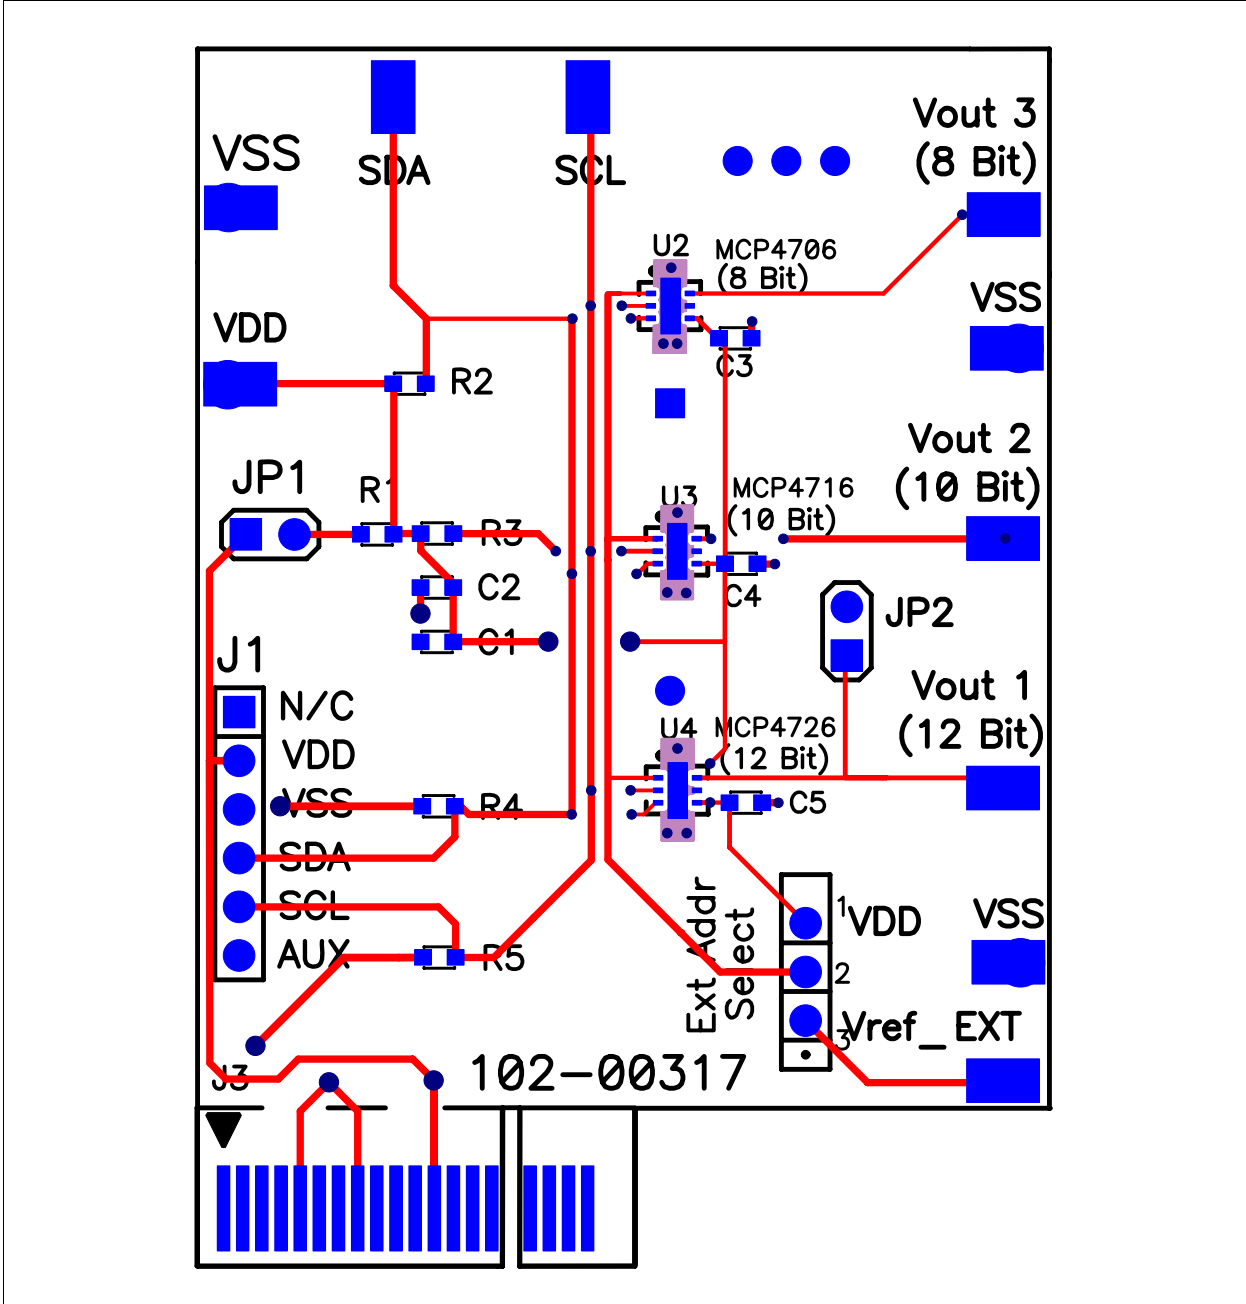 Vout 3
(8 Bit)
VSS
SDA
SCL
U2
MCP4706
(8 Bit)
VSS
VDD
C3
R2
Vout 2
(10 Bit)
JP1
R1
U3
MCP4716
(10 Bit)
R3
C2
C4
JP2
C1
J1
N/C
Vout 1
(12 Bit)
U4
MCP4726
(12 Bit)
VDD
VSS
R4
C5
SDA
SCL
AUX
R5
Ext Addr
Select
1
VDD
2
3
VSS
Vref_EXT
J3
102-00317